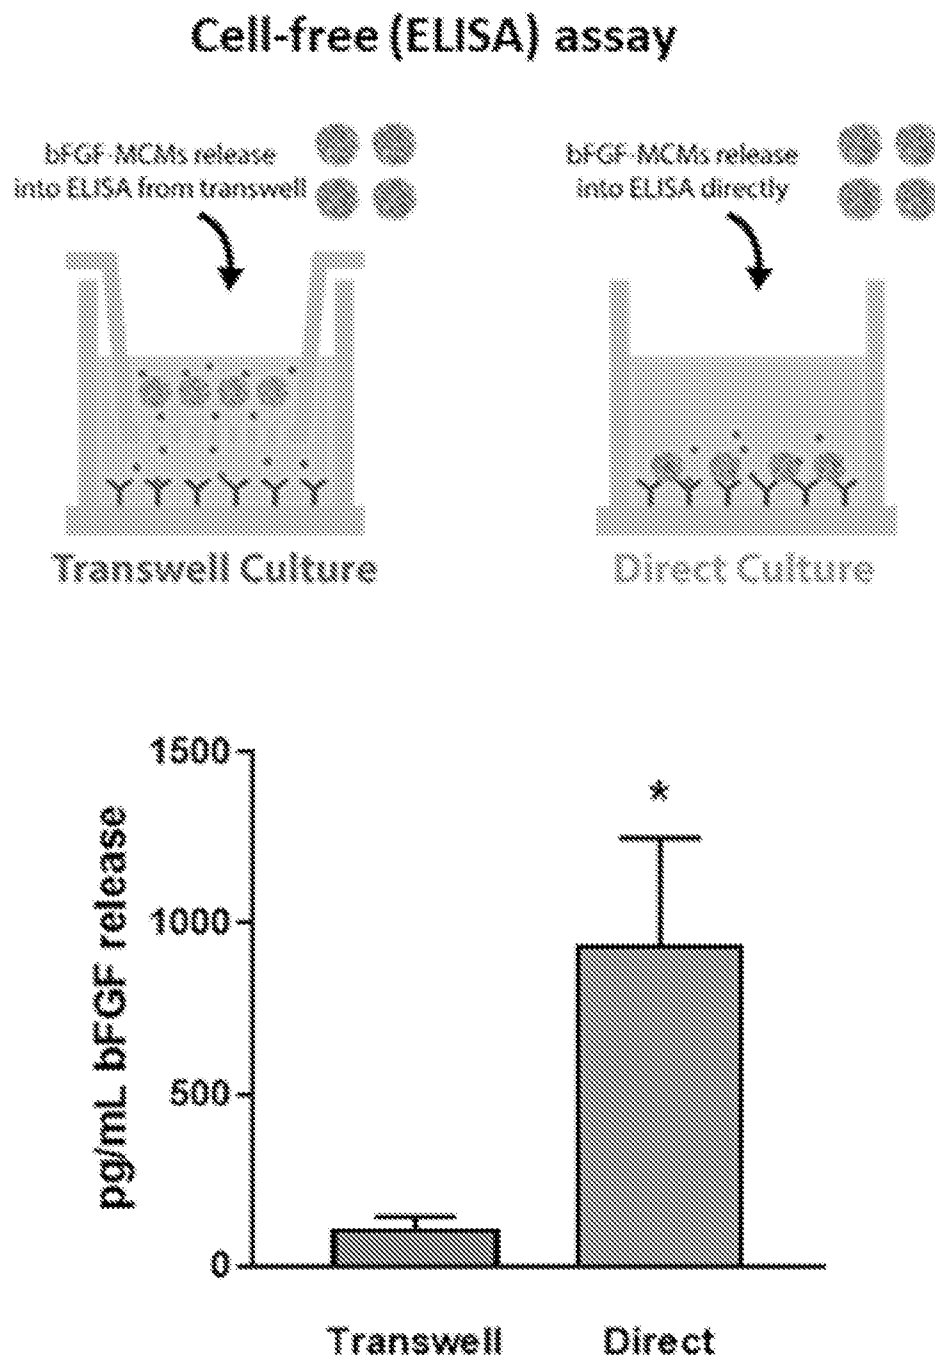 Cell-free (ELISA) assay
bFGF-MCMs release
into ELISA from transwell
bFGF-MCMs release
into ELISA directly
Transwell Culture
Direct Culture
pg/mL bFGF release
1500
1000
500
0
*
Transwell
Direct